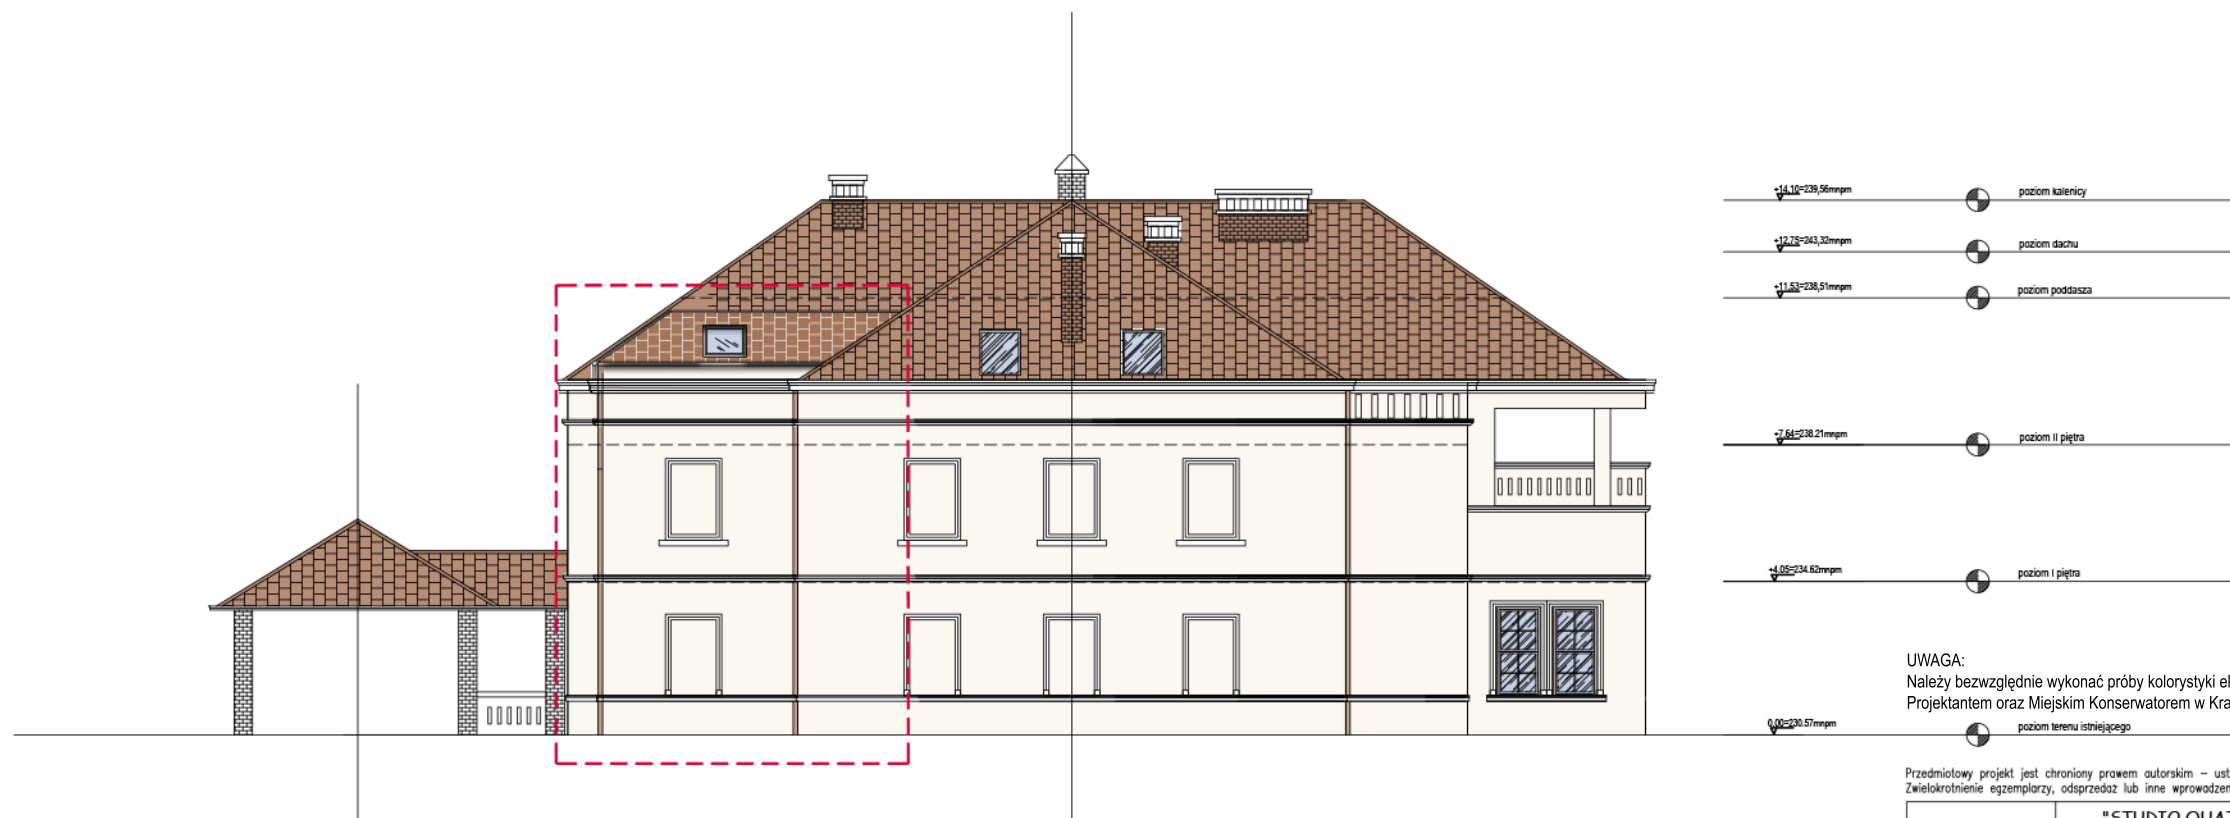 +14,10=239,56mnpm poziom kalenicy
+12,75=243,32mnpm poziom dachu
+11,53=238,51mnpm poziom poddasza
+7,64=238.21mnpm poziom II piętra
+4,05=234.62mnpm poziom I piętra
UWAGA:
Należy bezwzględnie wykonać próby kolorystyki el
Projektantem oraz Miejskim Konserwatorem w Kra
0,00=230.57mnpm poziom terenu istniejącego
Przedmiotowy projekt jest chroniony prawem autorskim – ust
Zwielokrotnienie egzemplarzy, odsprzedaż lub inne wprowadzen
"STUDIO QUA